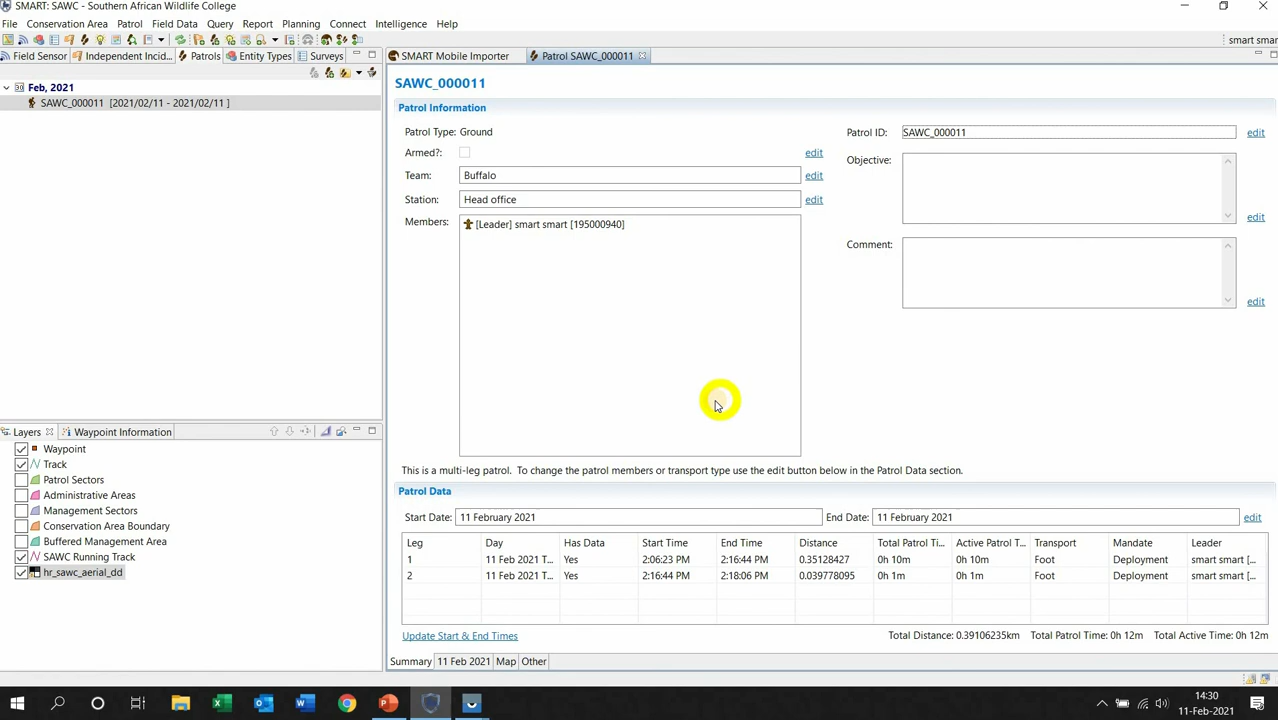 SMART: SAWC - Southern African Wildlife College
File Conservation Area Patrol Field Data Query Report Planning Connect Intelligence Help
smart smar
Field Sensor Independent Incid... Patrols Entity Types Surveys
SMART Mobile Importer Patrol SAWC_000011
Feb, 2021
SAWC_000011 [2021/02/11 - 2021/02/11 ]
SAWC_000011
Patrol Information
Patrol Type: Ground
Armed?: edit
Team: Buffalo edit
Station: Head office edit
Members: [Leader] smart smart [195000940]
Patrol ID: SAWC_000011 edit
Objective:
edit
Comment:
edit
This is a multi-leg patrol. To change the patrol members or transport type use the edit button below in the Patrol Data section.
Patrol Data
Start Date: 11 February 2021 End Date: 11 February 2021 edit
Leg Day Has Data Start Time End Time Distance Total Patrol Ti... Active Patrol T... Transport Mandate Leader
1 11 Feb 2021 T... Yes 2:06:23 PM 2:16:44 PM 0.35128427 0h 10m 0h 10m Foot Deployment smart smart [...
2 11 Feb 2021 T... Yes 2:16:44 PM 2:18:06 PM 0.039778095 0h 1m 0h 1m Foot Deployment smart smart [...
Update Start & End Times Total Distance: 0.39106235km Total Patrol Time: 0h 12m Total Active Time: 0h 12m
Summary 11 Feb 2021 Map Other
Layers Waypoint Information
Waypoint
Track
Patrol Sectors
Administrative Areas
Management Sectors
Conservation Area Boundary
Buffered Management Area
SAWC Running Track
hr_sawc_aerial_dd
14:30
11-Feb-2021